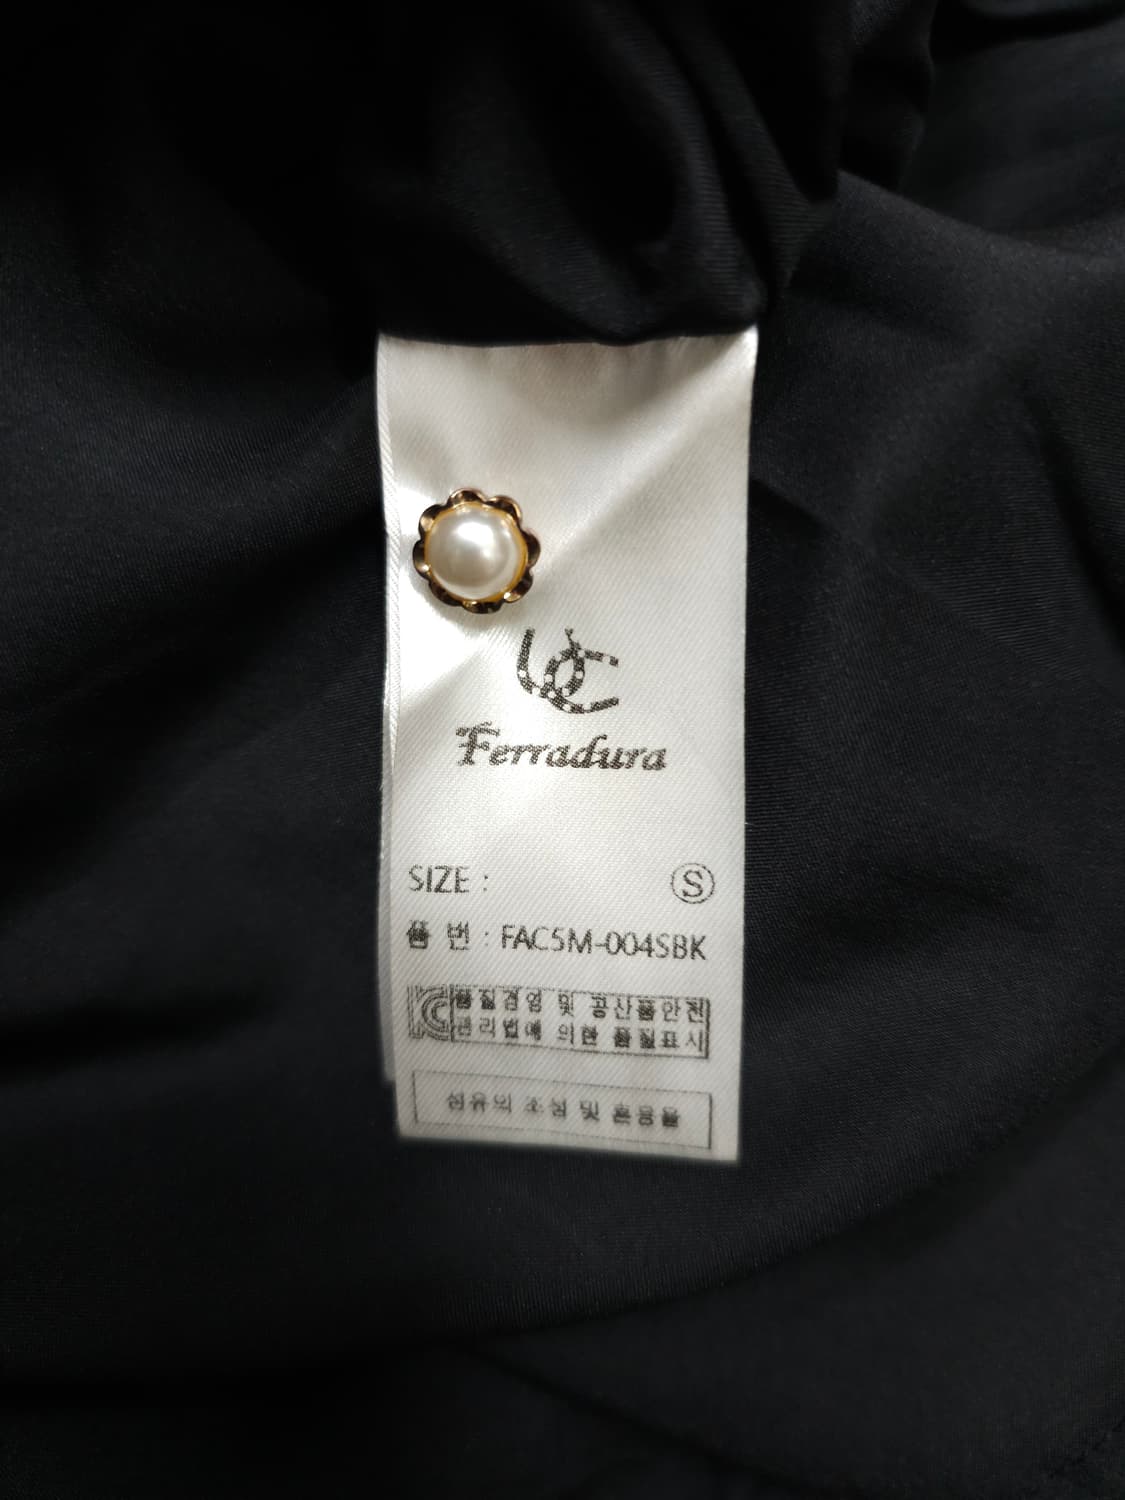 Ferradura
SIZE : S
품 번 : FAC5M-004SBK
KC 품질경영 및 공산품안전
관리법에 의한 품질표시
섬유의 조성 및 혼용율